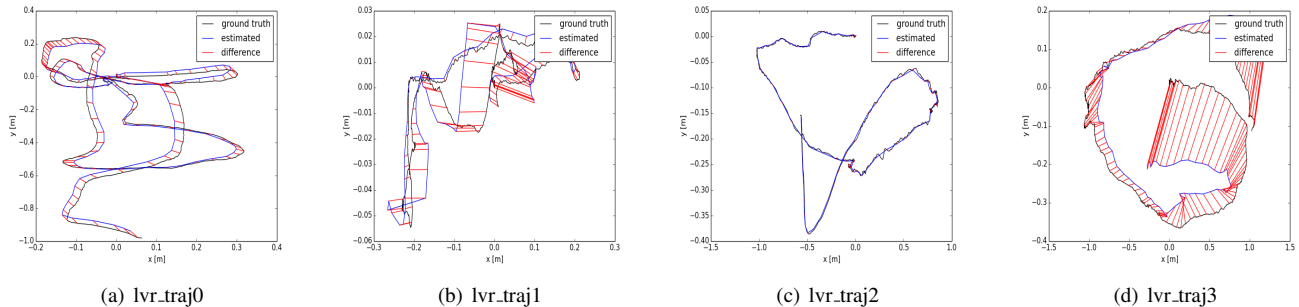 0.4
0.2
0.0
−0.2
−0.4
−0.6
−0.8
−1.0
y [m]
−0.2 −0.1 0.0 0.1 0.2 0.3 0.4
x [m]
ground truth
estimated
difference
(a) lvr_traj0
0.03
0.02
0.01
0.00
−0.01
−0.02
−0.03
−0.04
−0.05
−0.06
y [m]
−0.3 −0.2 −0.1 0.0 0.1 0.2 0.3
x [m]
ground truth
estimated
difference
(b) lvr_traj1
0.05
0.00
−0.05
−0.10
−0.15
−0.20
−0.25
−0.30
−0.35
−0.40
y [m]
−1.5 −1.0 −0.5 0.0 0.5 1.0
x [m]
ground truth
estimated
difference
(c) lvr_traj2
0.2
0.1
0.0
−0.1
−0.2
−0.3
−0.4
y [m]
−1.5 −1.0 −0.5 0.0 0.5 1.0 1.5
x [m]
ground truth
estimated
difference
(d) lvr_traj3